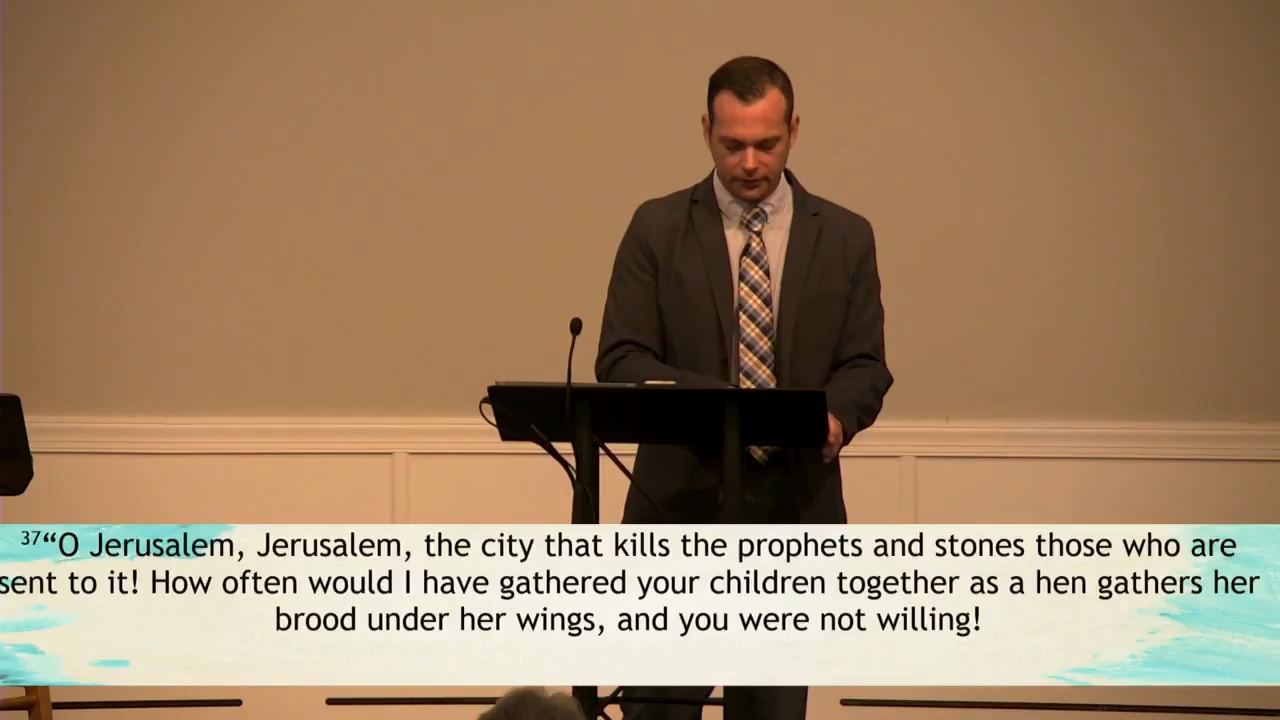 37“O Jerusalem, Jerusalem, the city that kills the prophets and stones those who are
sent to it! How often would I have gathered your children together as a hen gathers her
brood under her wings, and you were not willing!